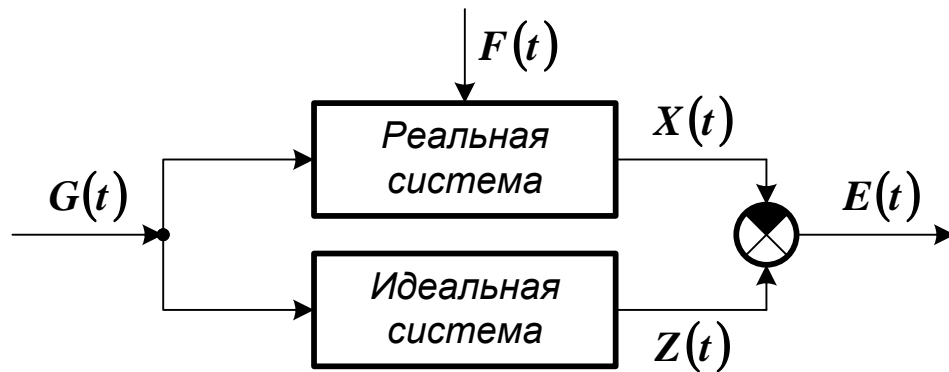 F(t)
Реальная
система
X(t)
G(t)
E(t)
Идеальная
система
Z(t)